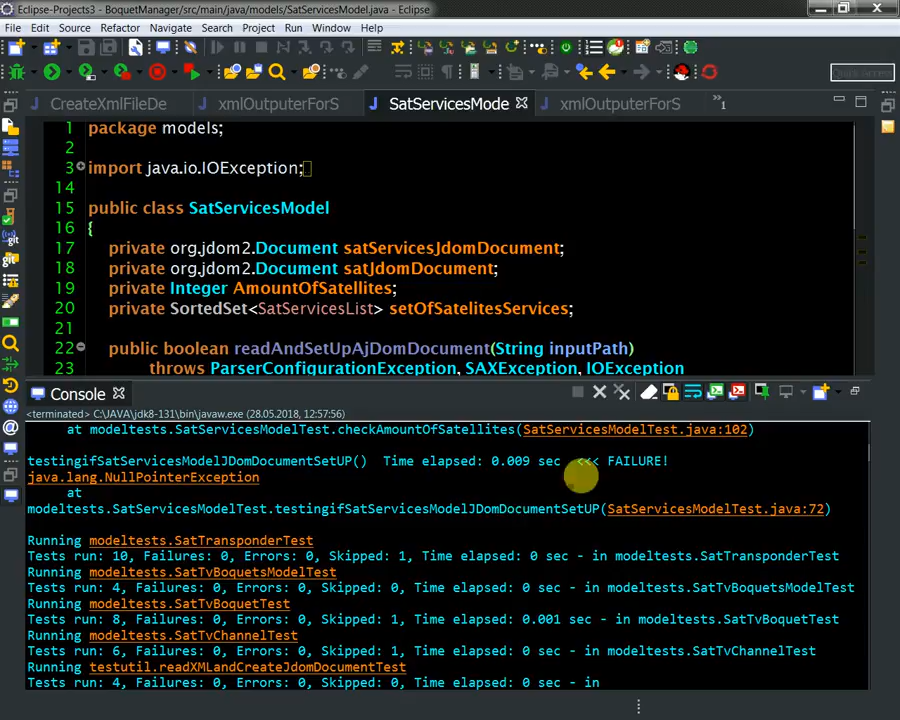 Eclipse-Projects3 - BoquetManager/src/main/java/models/SatServicesModel.java - Eclipse
File Edit Source Refactor Navigate Search Project Run Window Help
Quick Access
CreateXmlFileDe xmlOutputerForS SatServicesMode xmlOutputerForS »1
1 package models;
2
3 import java.io.IOException;
14
15 public class SatServicesModel
16 {
17 private org.jdom2.Document satServicesJdomDocument;
18 private org.jdom2.Document satJdomDocument;
19 private Integer AmountOfSatellites;
20 private SortedSet<SatServicesList> setOfSatelitesServices;
21
22 public boolean readAndSetUpAjDomDocument(String inputPath)
23 throws ParserConfigurationException, SAXException, IOException
Console
<terminated> C:\JAVA\jdk8-131\bin\javaw.exe (28.05.2018, 12:57:56)
at modeltests.SatServicesModelTest.checkAmountOfSatellites(SatServicesModelTest.java:102)
testingifSatServicesModelJDomDocumentSetUP() Time elapsed: 0.009 sec <<< FAILURE!
java.lang.NullPointerException
at
modeltests.SatServicesModelTest.testingifSatServicesModelJDomDocumentSetUP(SatServicesModelTest.java:72)
Running modeltests.SatTransponderTest
Tests run: 10, Failures: 0, Errors: 0, Skipped: 1, Time elapsed: 0 sec - in modeltests.SatTransponderTest
Running modeltests.SatTvBoquetsModelTest
Tests run: 4, Failures: 0, Errors: 0, Skipped: 0, Time elapsed: 0 sec - in modeltests.SatTvBoquetsModelTest
Running modeltests.SatTvBoquetTest
Tests run: 8, Failures: 0, Errors: 0, Skipped: 1, Time elapsed: 0.001 sec - in modeltests.SatTvBoquetTest
Running modeltests.SatTvChannelTest
Tests run: 6, Failures: 0, Errors: 0, Skipped: 1, Time elapsed: 0 sec - in modeltests.SatTvChannelTest
Running testutil.readXMLandCreateJdomDocumentTest
Tests run: 4, Failures: 0, Errors: 0, Skipped: 0, Time elapsed: 0 sec - in